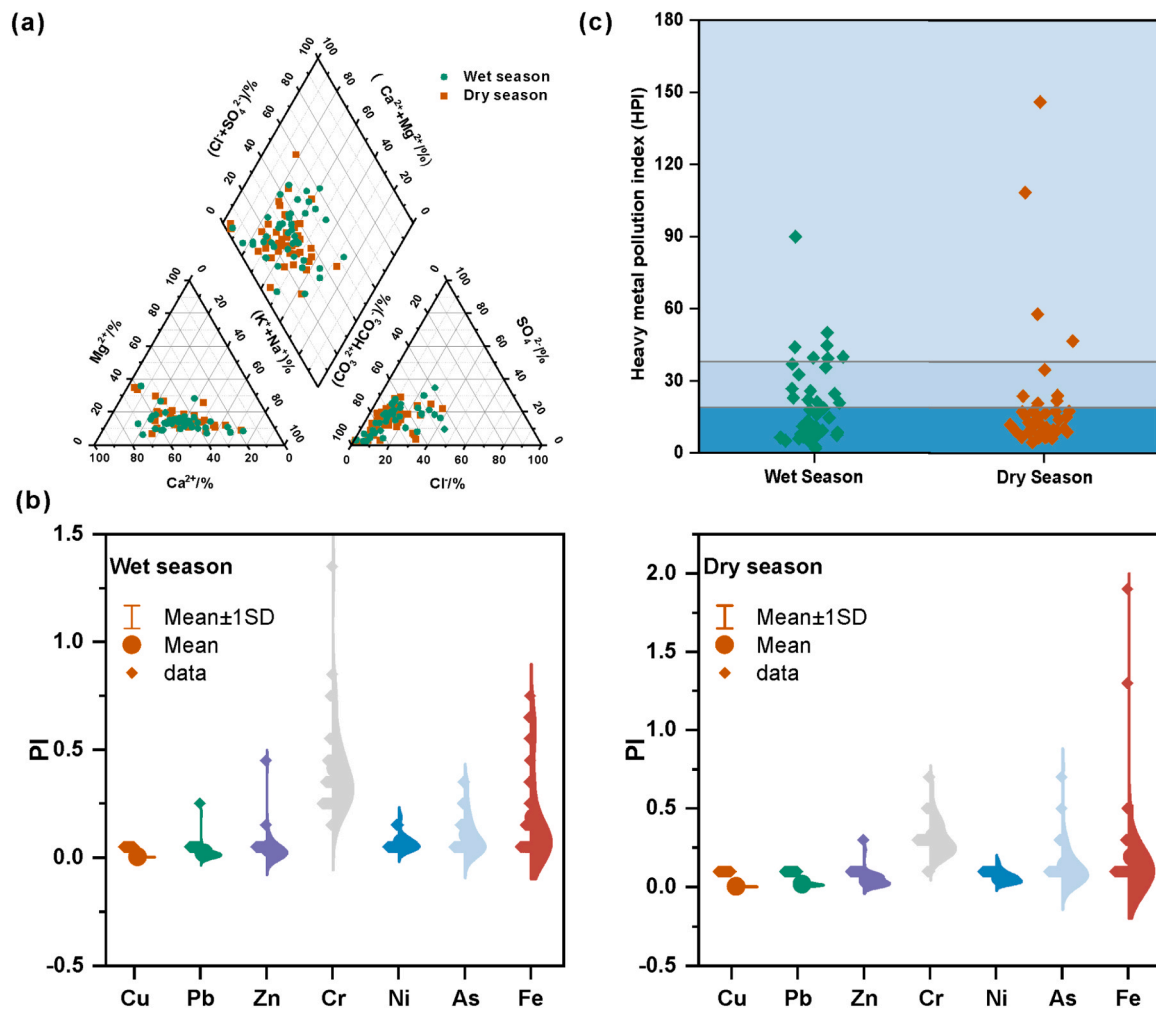 (a)
(c)
Wet season
Dry season
(Cl⁻+SO₄²⁻)/%
( Ca²⁺+Mg²⁺/%)
0 20 40 60 80 100
100 80 60 40 20 0
Mg²⁺/%
(K⁺+Na⁺)%
(CO₃²⁺HCO₃⁻)/%
SO₄²⁻/%
0 20 40 60 80 100
0 20 40 60 80 100
100 80 60 40 20 0
Ca²⁺/%
100 80 60 40 20 0
0 20 40 60 80 100
0 20 40 60 80 100
Cl⁻/%
Heavy metal pollution index (HPI)
180
150
120
90
60
30
0
Wet Season Dry Season
(b)
Wet season
Mean±1SD
Mean
data
PI
1.5
1.0
0.5
0.0
-0.5
Cu Pb Zn Cr Ni As Fe
Dry season
Mean±1SD
Mean
data
PI
2.0
1.5
1.0
0.5
0.0
-0.5
Cu Pb Zn Cr Ni As Fe